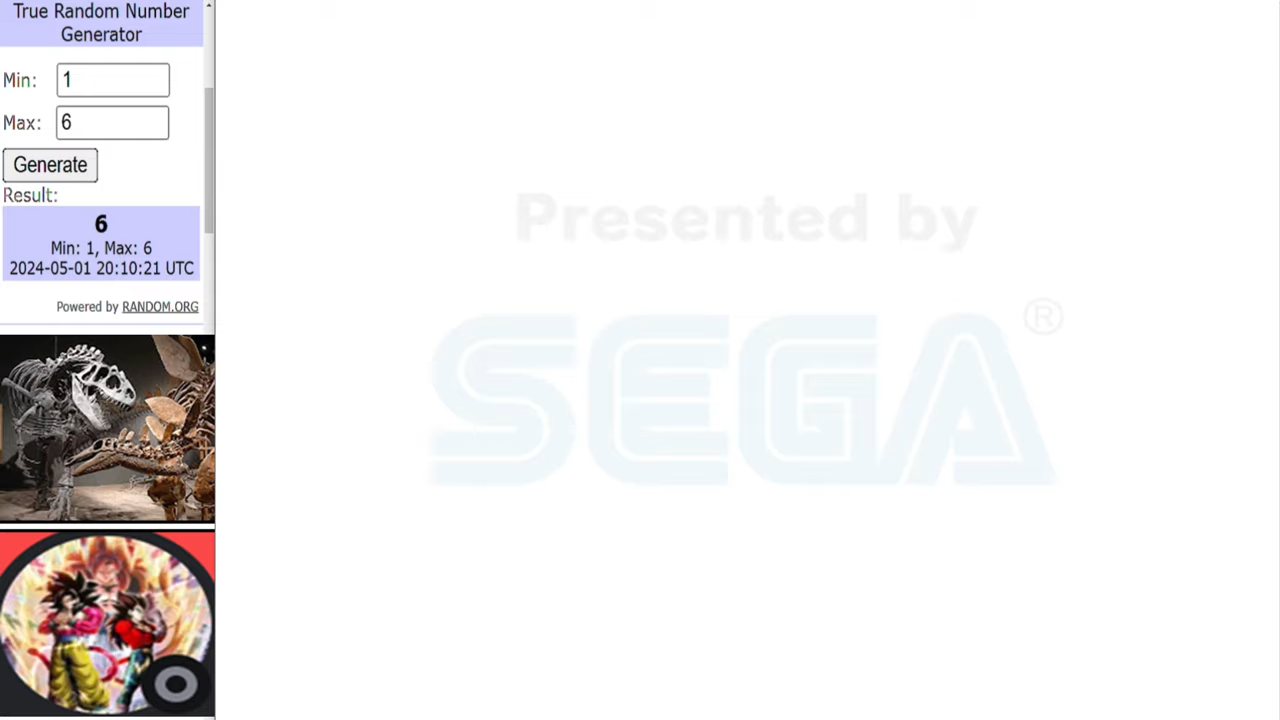 True Random Number
Generator
Min: 1
Max: 6
Generate
Result:
6
Min: 1, Max: 6
2024-05-01 20:10:21 UTC
Powered by RANDOM.ORG
Presented by
SEGA®